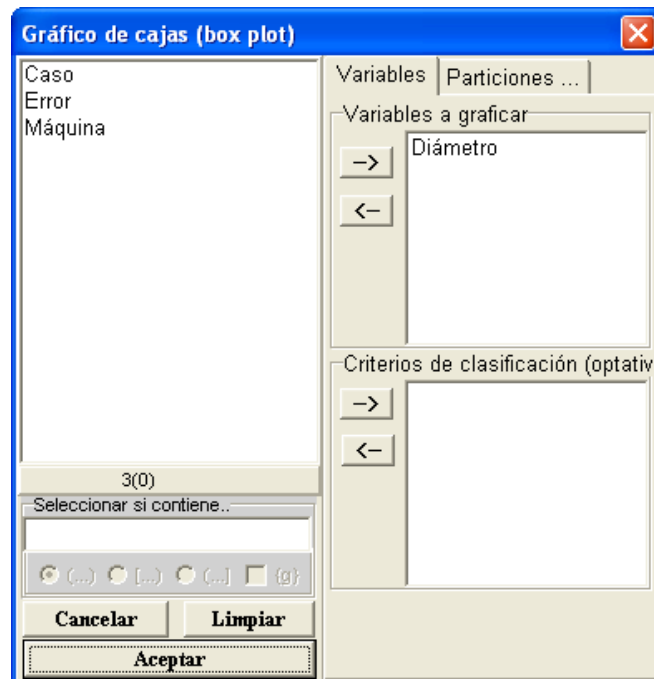 Gráfico de cajas (box plot)
Caso
Error
Máquina
3(0)
Seleccionar si contiene..
(...) [...) (...] {g}
Cancelar Limpiar
Aceptar
Variables Particiones ...
Variables a graficar
-->
<--
Diámetro
Criterios de clasificación (optativ
-->
<--